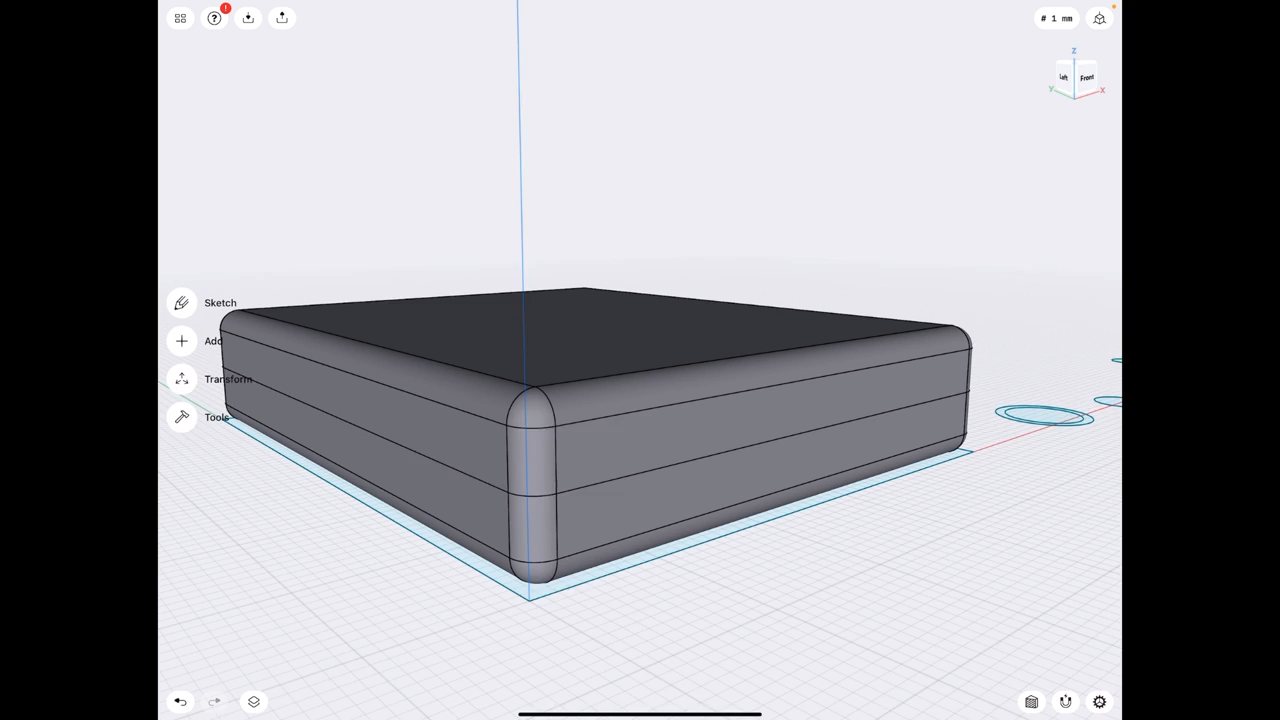 !
# 1 mm
Z
Left
Front
Y
X
Sketch
Add
Transform
Tools